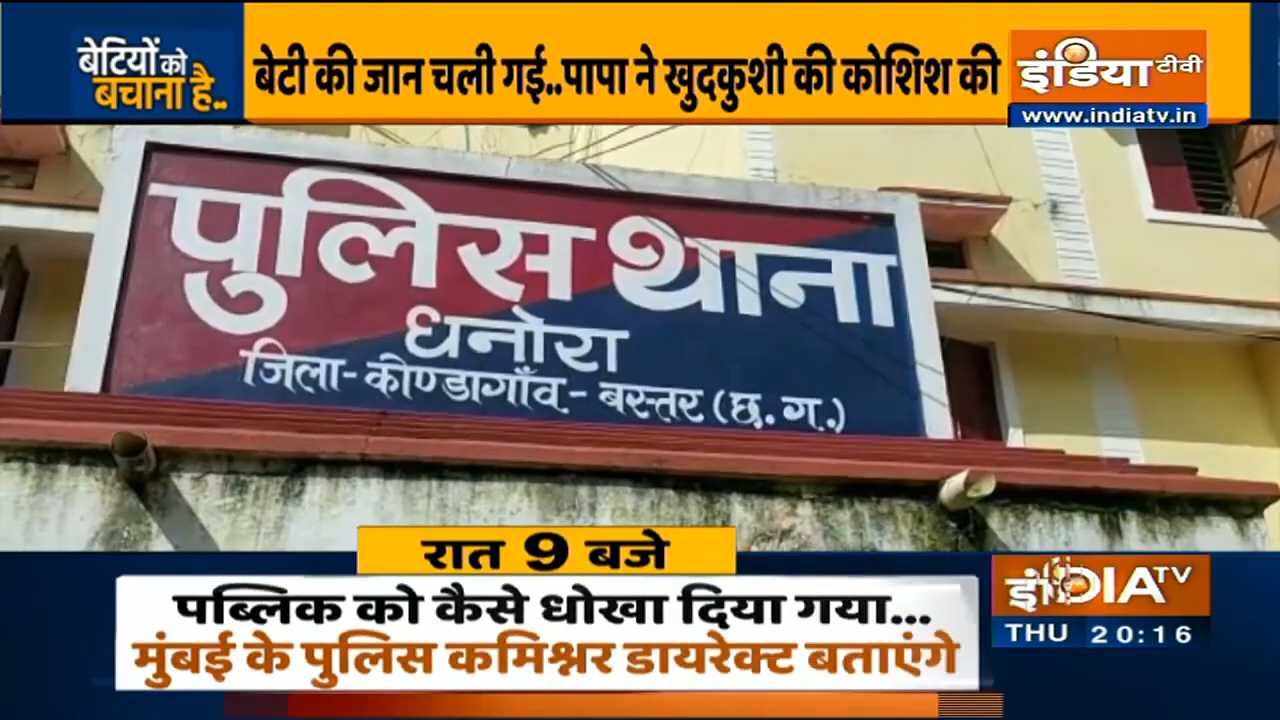 बेटियों को
बचाना है..
बेटी की जान चली गई..पापा ने खुदकुशी की कोशिश की
इंडिया टीवी
www.indiatv.in
पुलिस थाना
धनोरा
जिला-कोण्डागाँव-बस्तर (छ.ग.)
रात 9 बजे
पब्लिक को कैसे धोखा दिया गया...
मुंबई के पुलिस कमिश्नर डायरेक्ट बताएंगे
इंDIA TV
THU 20:16